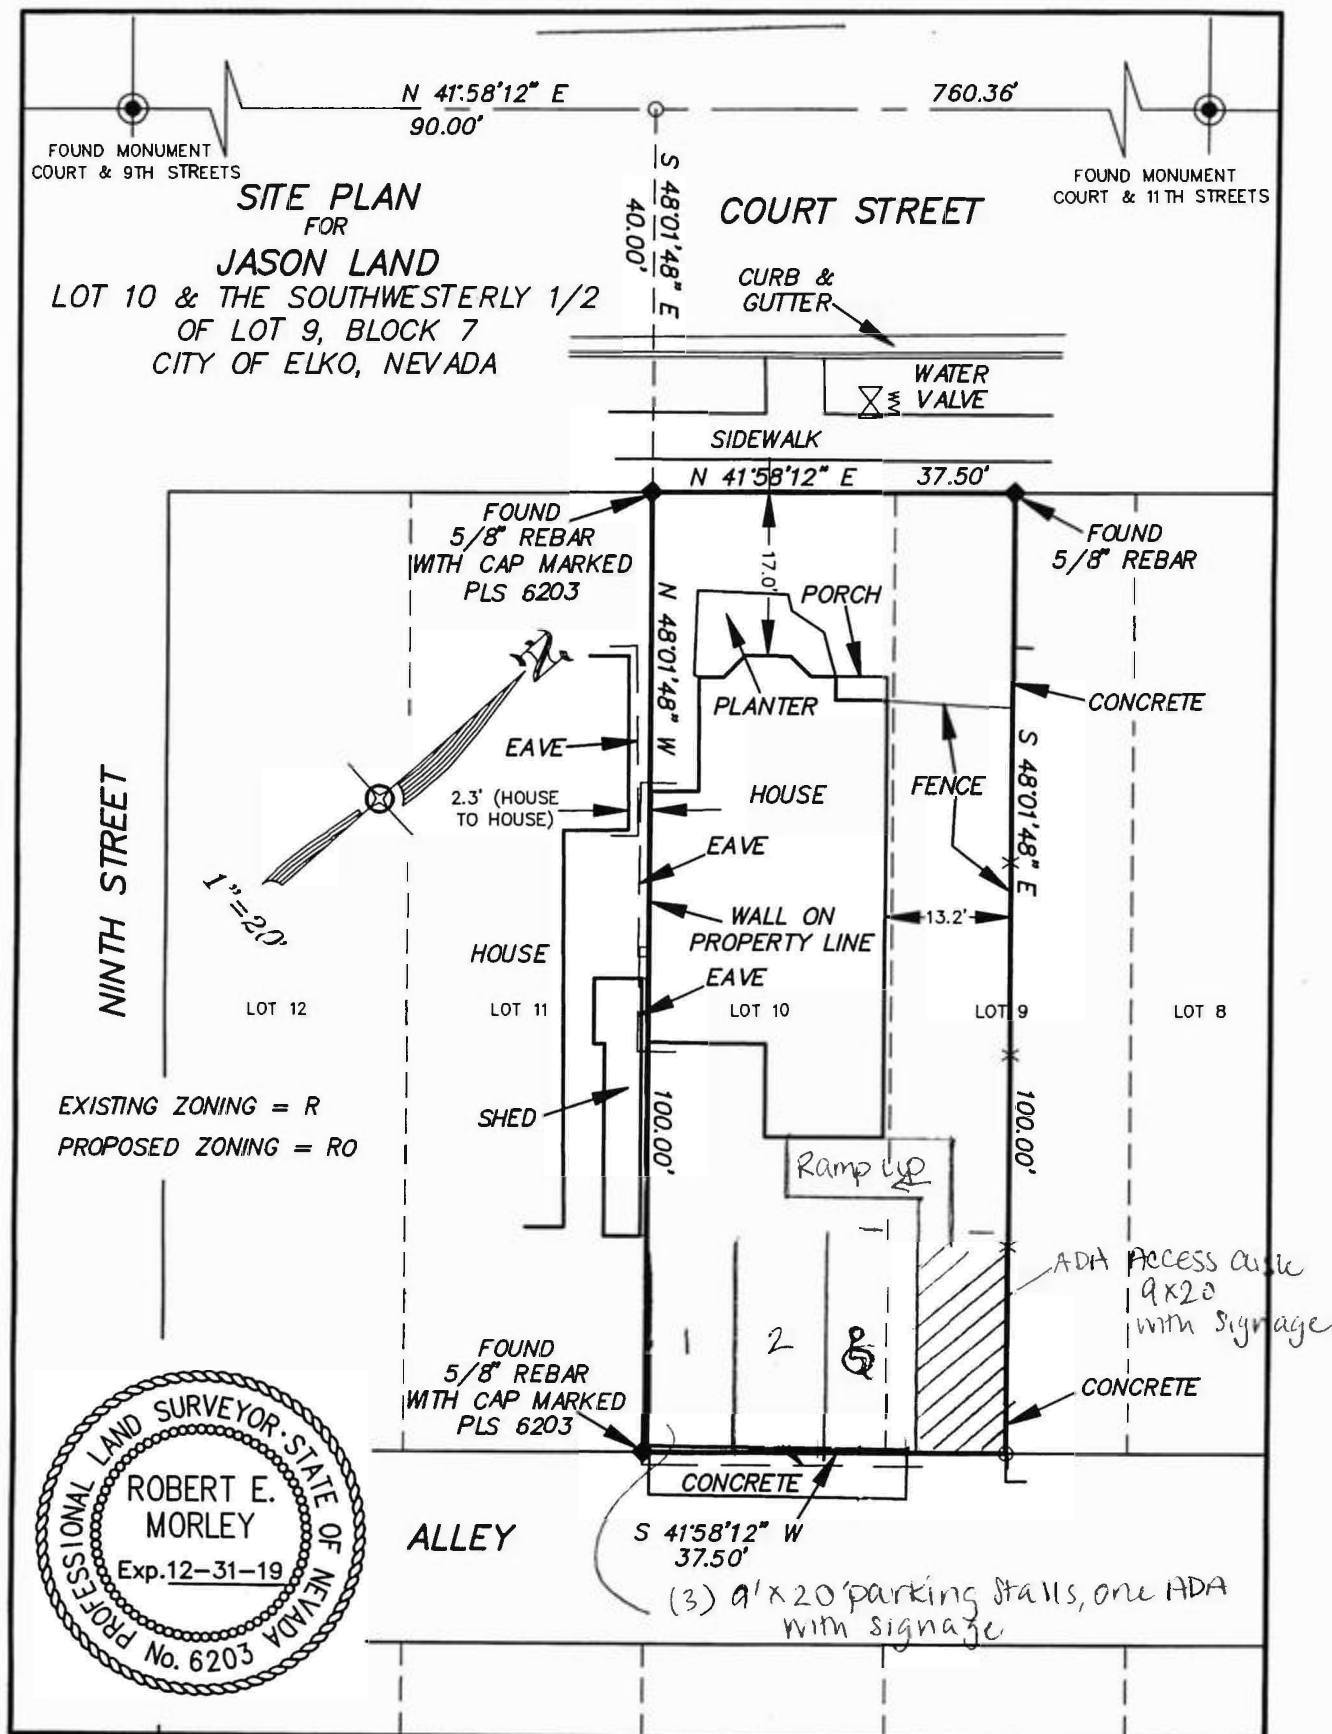 N 41°58'12" E
90.00'
760.36'
FOUND MONUMENT
COURT & 9TH STREETS
FOUND MONUMENT
COURT & 11TH STREETS
S 48°01'48" E
40.00'
SITE PLAN
FOR
JASON LAND
LOT 10 & THE SOUTHWESTERLY 1/2
OF LOT 9, BLOCK 7
CITY OF ELKO, NEVADA
COURT STREET
CURB &
GUTTER
WATER
VALVE
SIDEWALK
N 41°58'12" E
37.50'
FOUND
5/8" REBAR
WITH CAP MARKED
PLS 6203
FOUND
5/8" REBAR
17.0'
PORCH
N 48°01'48" W
PLANTER
CONCRETE
N
EAVE
S 48°01'48" E
2.3' (HOUSE
TO HOUSE)
HOUSE
FENCE
EAVE
1"=20'
NINTH STREET
WALL ON
PROPERTY LINE
13.2'
HOUSE
EAVE
LOT 12
LOT 11
LOT 10
LOT 9
LOT 8
EXISTING ZONING = R
PROPOSED ZONING = RO
SHED
100.00'
100.00'
Ramp up
ADA Access aisle
9x20
with signage
1
2
FOUND
5/8" REBAR
WITH CAP MARKED
PLS 6203
CONCRETE
CONCRETE
S 41°58'12" W
37.50'
ALLEY
(3) 9'x20' parking stalls, one ADA
with signage
PROFESSIONAL LAND SURVEYOR · STATE OF NEVADA
ROBERT E.
MORLEY
Exp. 12-31-19
No. 6203